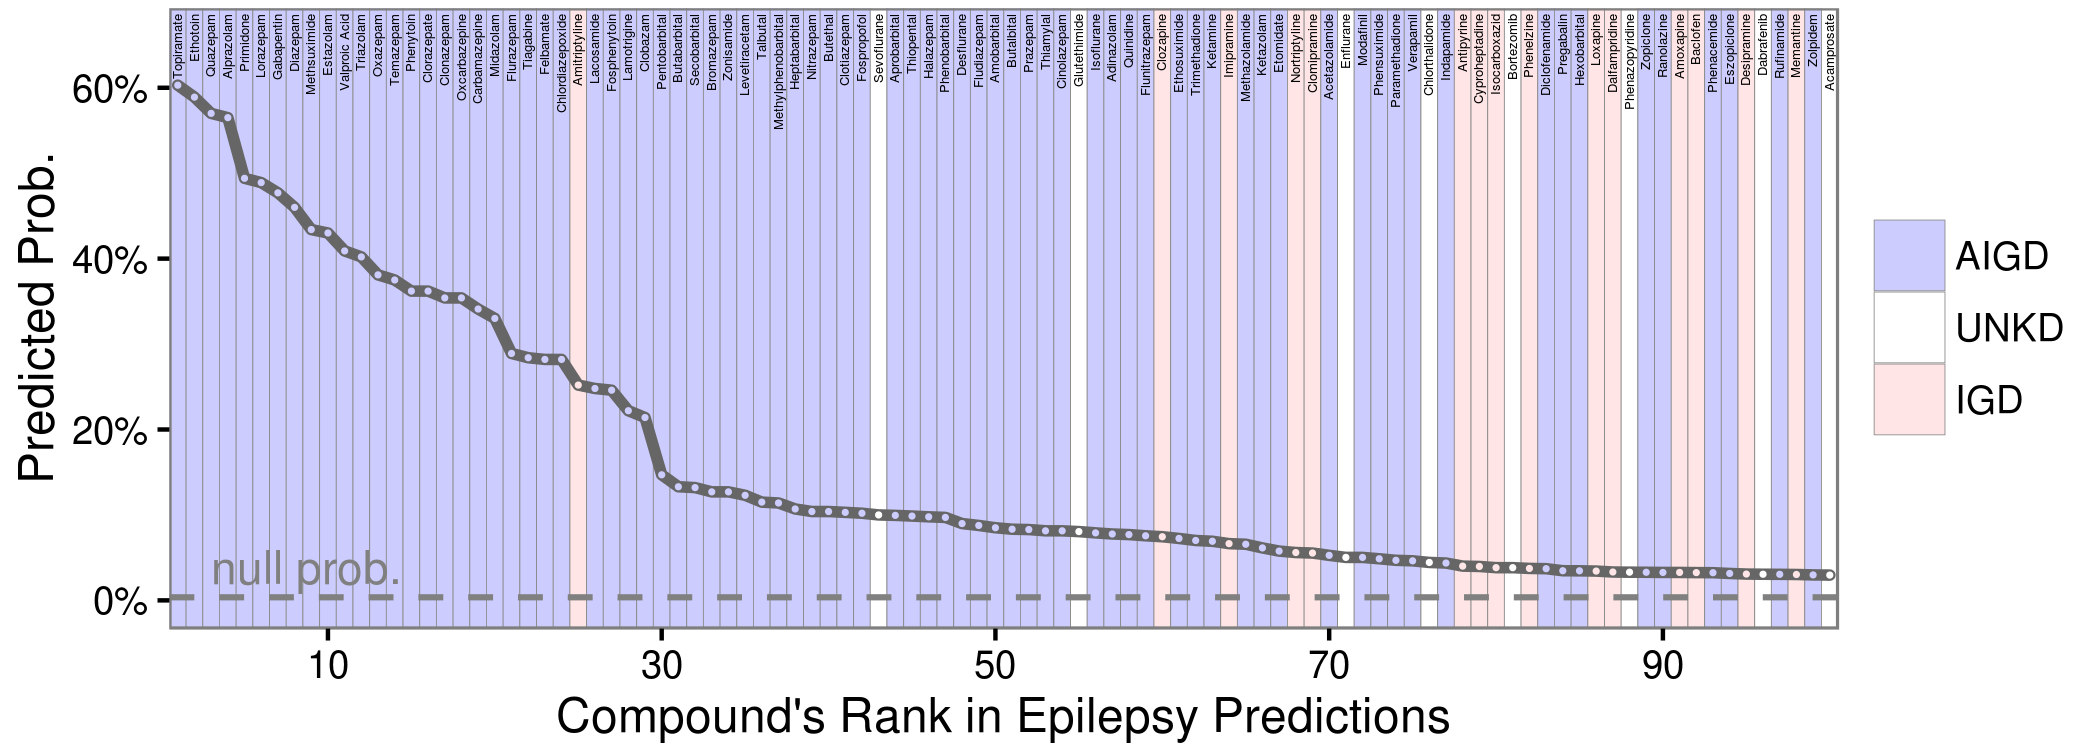 Topiramate
Ethotoin
Quazepam
Alprazolam
Primidone
Lorazepam
Gabapentin
Diazepam
Methsuximide
Estazolam
Valproic Acid
Triazolam
Oxazepam
Temazepam
Phenytoin
Clorazepate
Clonazepam
Oxcarbazepine
Carbamazepine
Midazolam
Flurazepam
Tiagabine
Felbamate
Chlordiazepoxide
Amitriptyline
Lacosamide
Fosphenytoin
Lamotrigine
Clobazam
Pentobarbital
Butabarbital
Secobarbital
Bromazepam
Zonisamide
Levetiracetam
Talbutal
Methylphenobarbital
Heptabarbital
Nitrazepam
Butethal
Clotiazepam
Fospropofol
Sevoflurane
Aprobarbital
Thiopental
Halazepam
Phenobarbital
Desflurane
Fludiazepam
Amobarbital
Butalbital
Prazepam
Thiamylal
Cinolazepam
Glutethimide
Isoflurane
Adinazolam
Quinidine
Flunitrazepam
Clozapine
Ethosuximide
Trimethadione
Ketamine
Imipramine
Methazolamide
Ketazolam
Etomidate
Nortriptyline
Clomipramine
Acetazolamide
Enflurane
Modafinil
Phensuximide
Paramethadione
Verapamil
Chlorthalidone
Indapamide
Antipyrine
Cyproheptadine
Isocarboxazid
Bortezomib
Phenelzine
Diclofenamide
Pregabalin
Hexobarbital
Loxapine
Dalfampridine
Phenazopyridine
Zopiclone
Ranolazine
Amoxapine
Baclofen
Phenacemide
Eszopiclone
Desipramine
Dabrafenib
Rufinamide
Memantine
Zolpidem
Acamprosate
Predicted Prob.
60%
40%
20%
0%
null prob.
10
30
50
70
90
Compound's Rank in Epilepsy Predictions
AIGD
UNKD
IGD